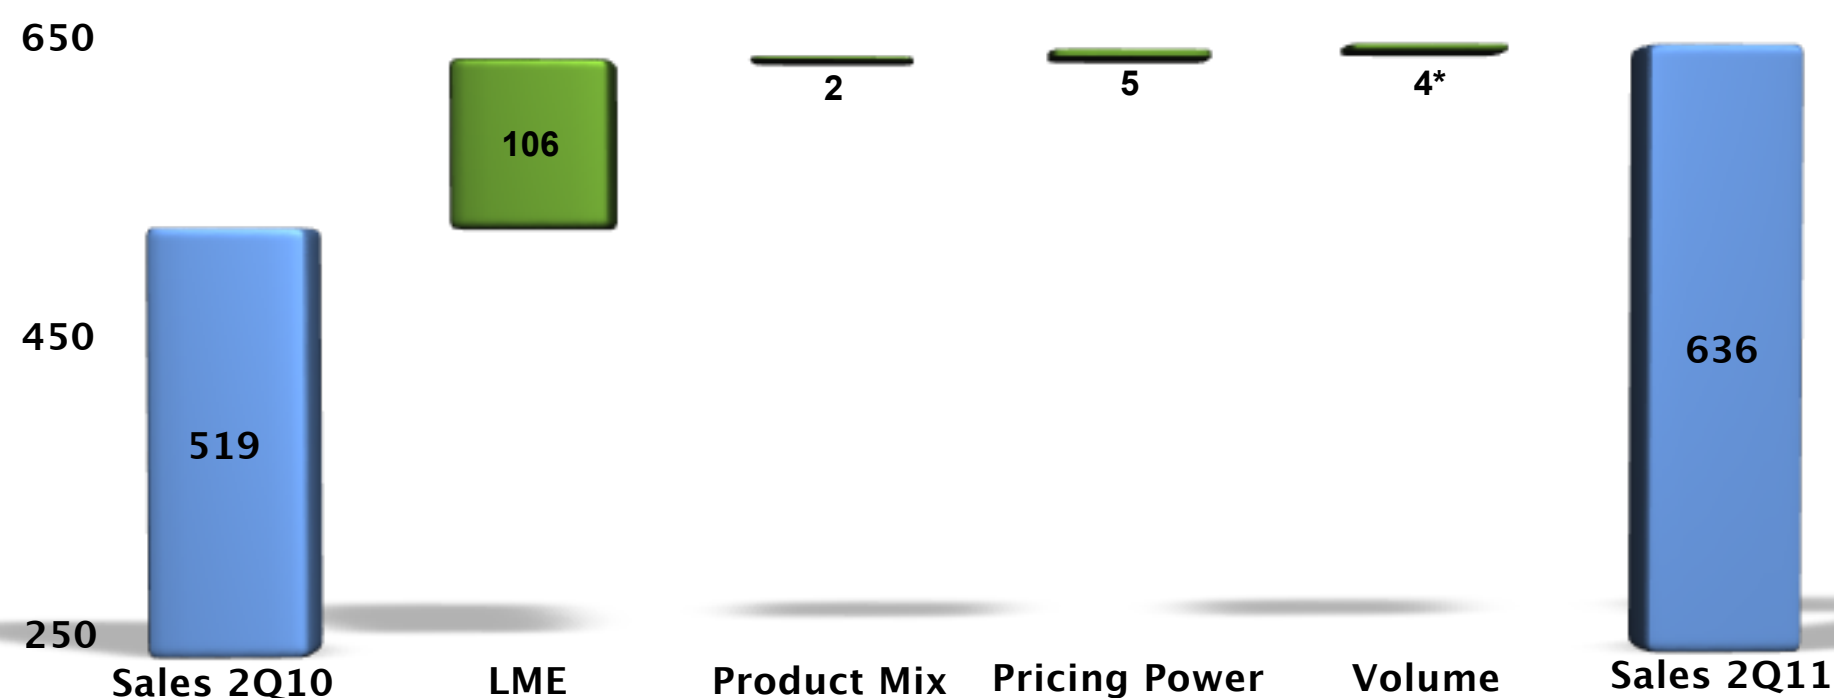 650
450
250
519
106
2
5
4*
636
Sales 2Q10
LME
Product Mix
Pricing Power
Volume
Sales 2Q11